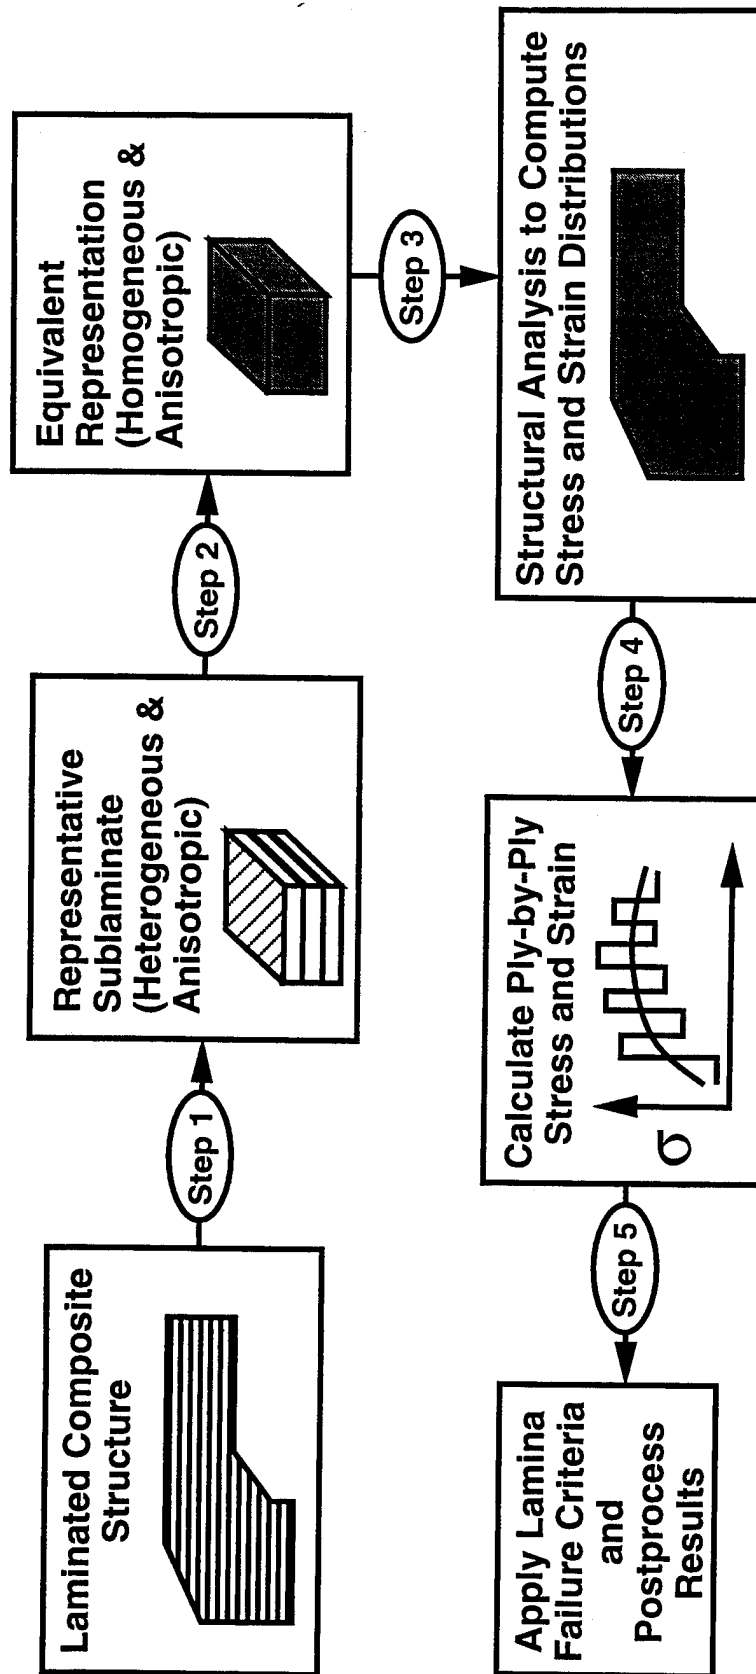 Laminated Composite
Structure
Step 1
Representative
Sublaminate
(Heterogeneous &
Anisotropic)
Step 2
Equivalent
Representation
(Homogeneous &
Anisotropic)
Step 3
Structural Analysis to Compute
Stress and Strain Distributions
Step 4
Calculate Ply-by-Ply
Stress and Strain
σ
Step 5
Apply Lamina
Failure Criteria
and
Postprocess
Results